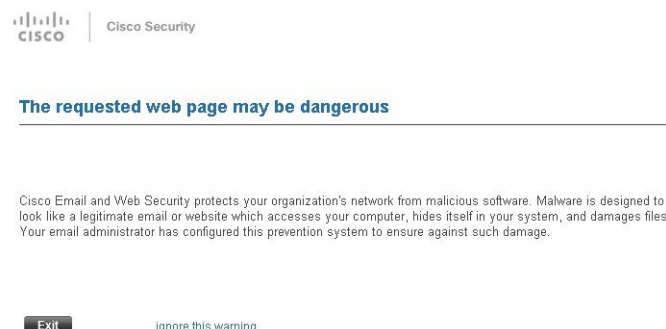 CISCO
Cisco Security
The requested web page may be dangerous
Cisco Email and Web Security protects your organization's network from malicious software. Malware is designed to
look like a legitimate email or website which accesses your computer, hides itself in your system, and damages files
Your email administrator has configured this prevention system to ensure against such damage.
Exit
ignore this warning